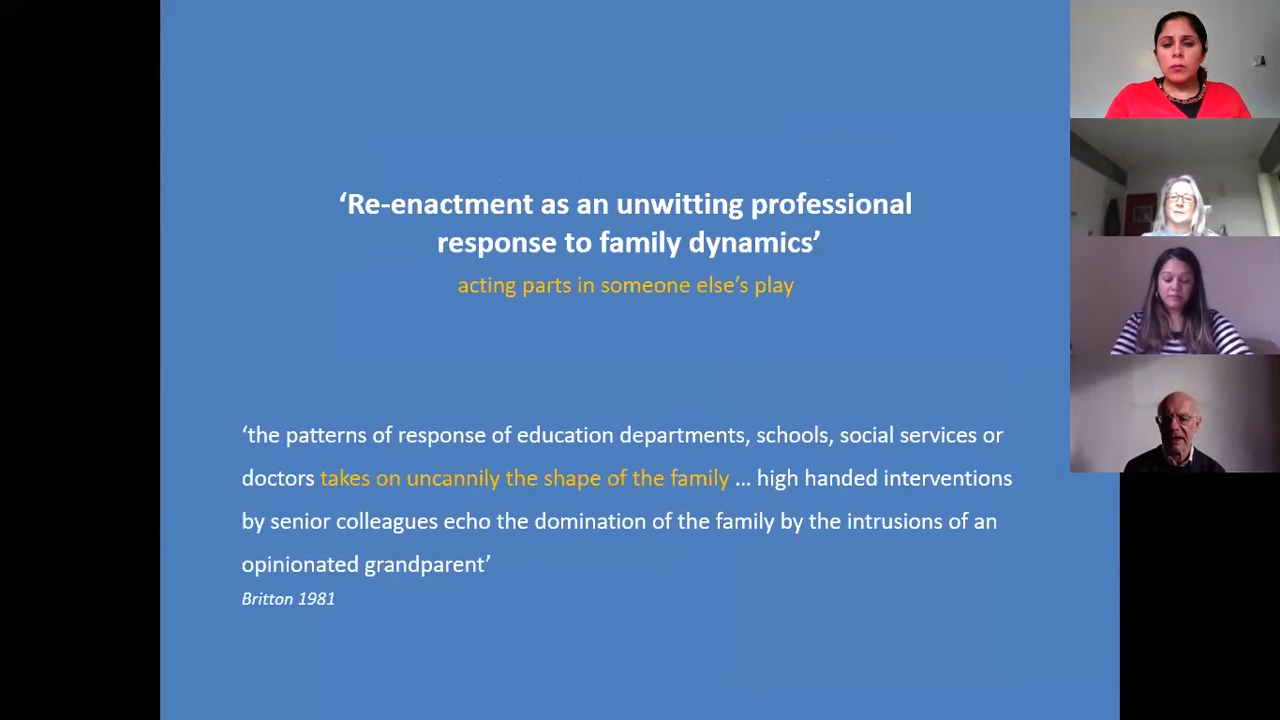 ‘Re-enactment as an unwitting professional
response to family dynamics’
acting parts in someone else’s play
‘the patterns of response of education departments, schools, social services or
doctors takes on uncannily the shape of the family … high handed interventions
by senior colleagues echo the domination of the family by the intrusions of an
opinionated grandparent’
Britton 1981